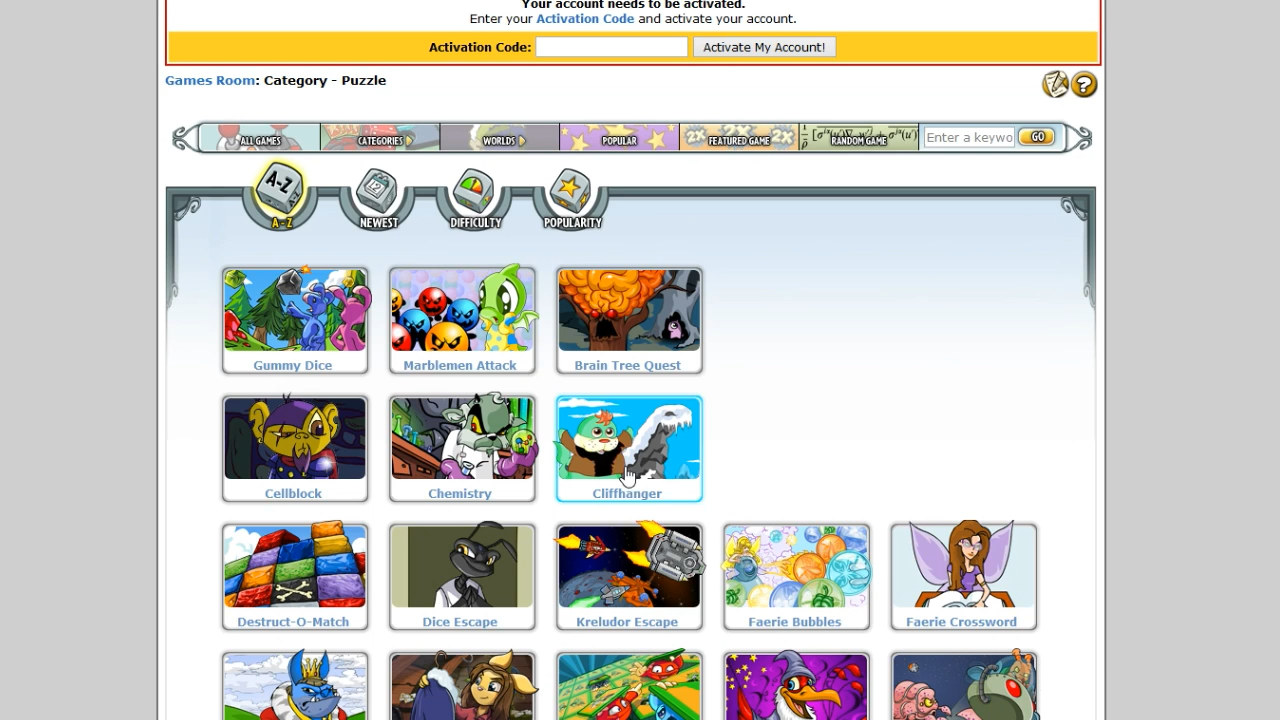 Your account needs to be activated.
Enter your Activation Code and activate your account.
Activation Code: Activate My Account!
Games Room: Category - Puzzle
ALL GAMES CATEGORIES WORLDS POPULAR FEATURED GAME RANDOM GAME Enter a keywo GO
A-Z
12
A-Z NEWEST DIFFICULTY POPULARITY
Gummy Dice Marblemen Attack Brain Tree Quest
Cellblock Chemistry Cliffhanger
Destruct-O-Match Dice Escape Kreludor Escape Faerie Bubbles Faerie Crossword